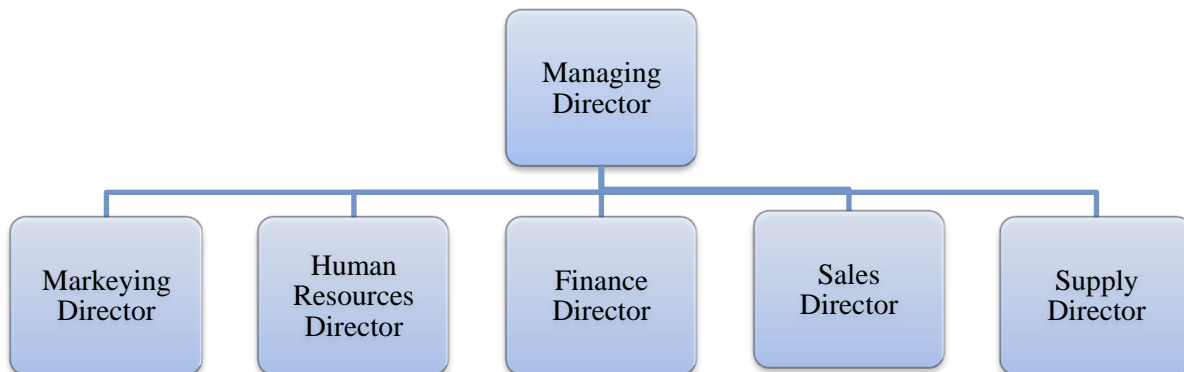 Managing
Director
Markeying
Director
Human
Resources
Director
Finance
Director
Sales
Director
Supply
Director